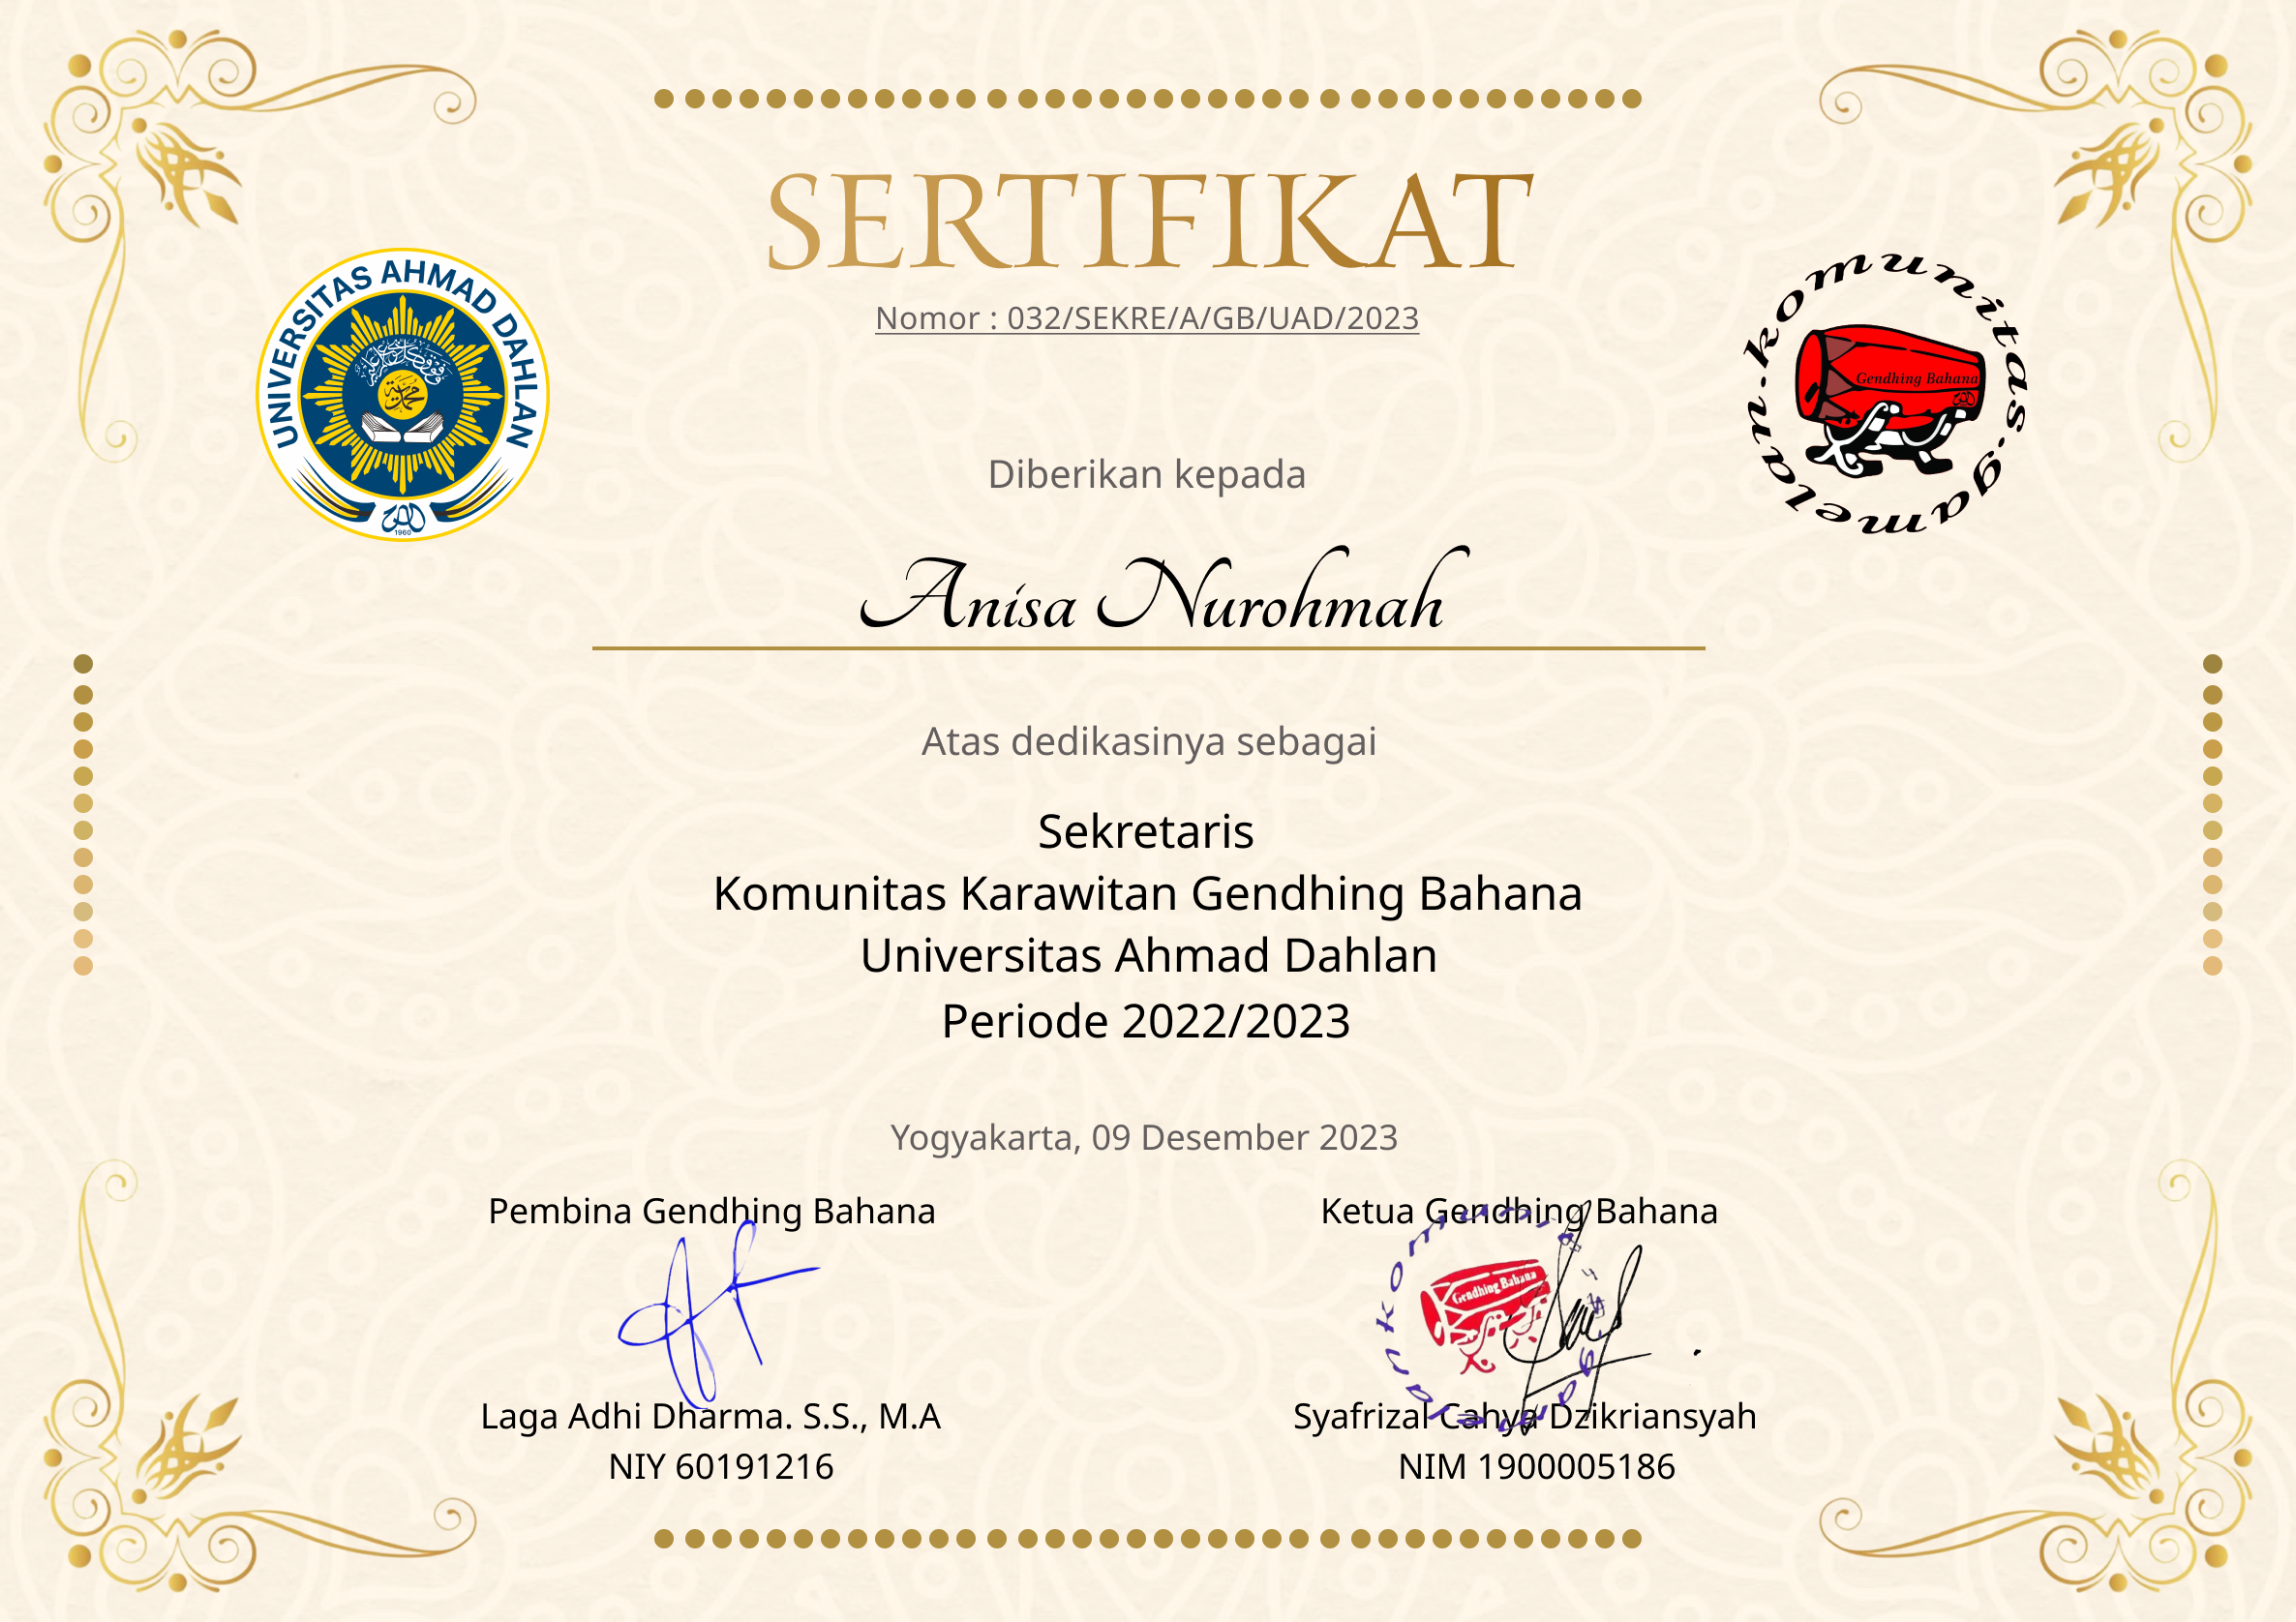 SERTIFIKAT
Nomor : 032/SEKRE/A/GB/UAD/2023
UNIVERSITAS AHMAD DAHLAN
1960
komunitas.gamelan.
Gendhing Bahana
Diberikan kepada
Anisa Nurohmah
Atas dedikasinya sebagai
Sekretaris
Komunitas Karawitan Gendhing Bahana
Universitas Ahmad Dahlan
Periode 2022/2023
Yogyakarta, 09 Desember 2023
Pembina Gendhing Bahana
Ketua Gendhing Bahana
Gendhing Bahana
Laga Adhi Dharma. S.S., M.A
NIY 60191216
Syafrizal Cahya Dzikriansyah
NIM 1900005186